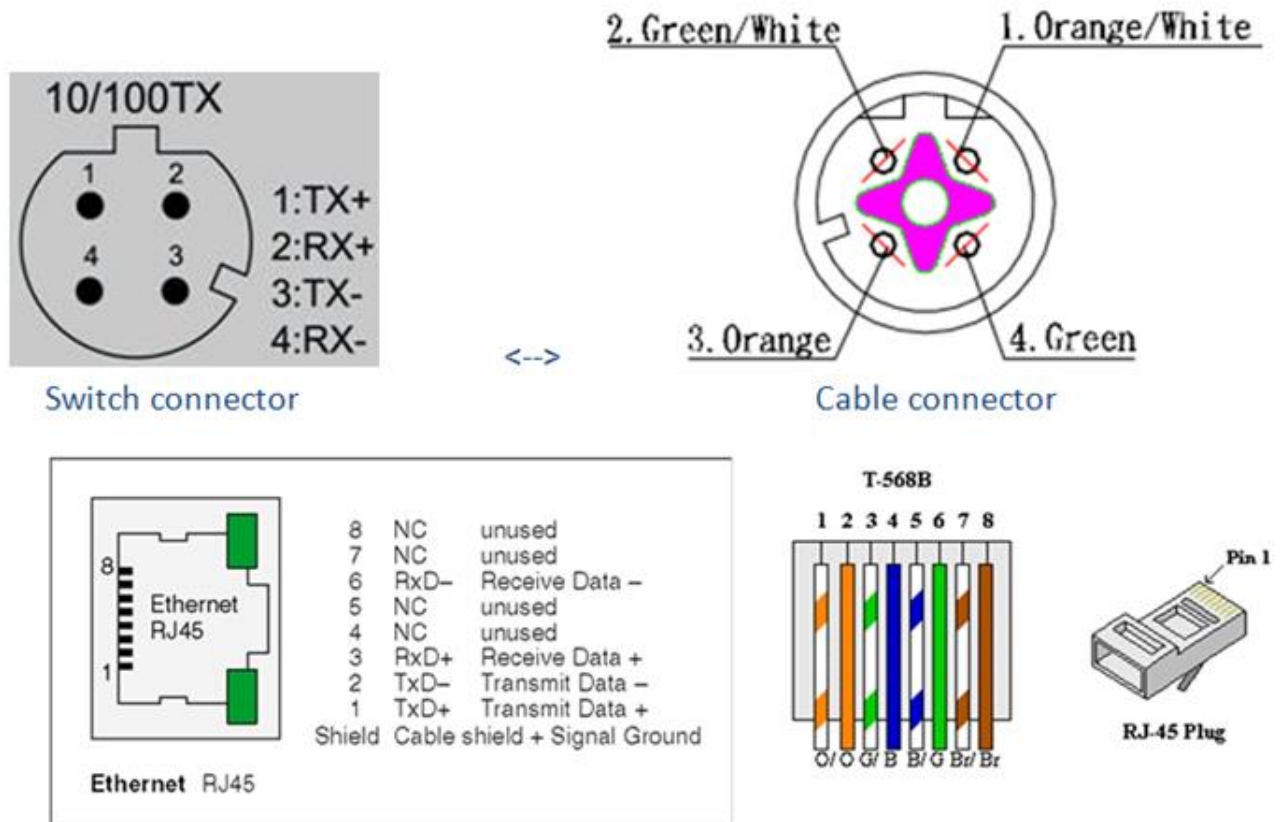 2.Green/White
1.Orange/White
10/100TX
1
2
4
3
1:TX+
2:RX+
3:TX-
4:RX-
3.Orange
4.Green
<-->
Switch connector
Cable connector
8
Ethernet
RJ45
1
8 NC unused
7 NC unused
6 RxD– Receive Data –
5 NC unused
4 NC unused
3 RxD+ Receive Data +
2 TxD– Transmit Data –
1 TxD+ Transmit Data +
Shield Cable shield + Signal Ground
Ethernet RJ45
T-568B
1 2 3 4 5 6 7 8
O/ O G/ B B/ G Br/ Br
Pin 1
RJ-45 Plug